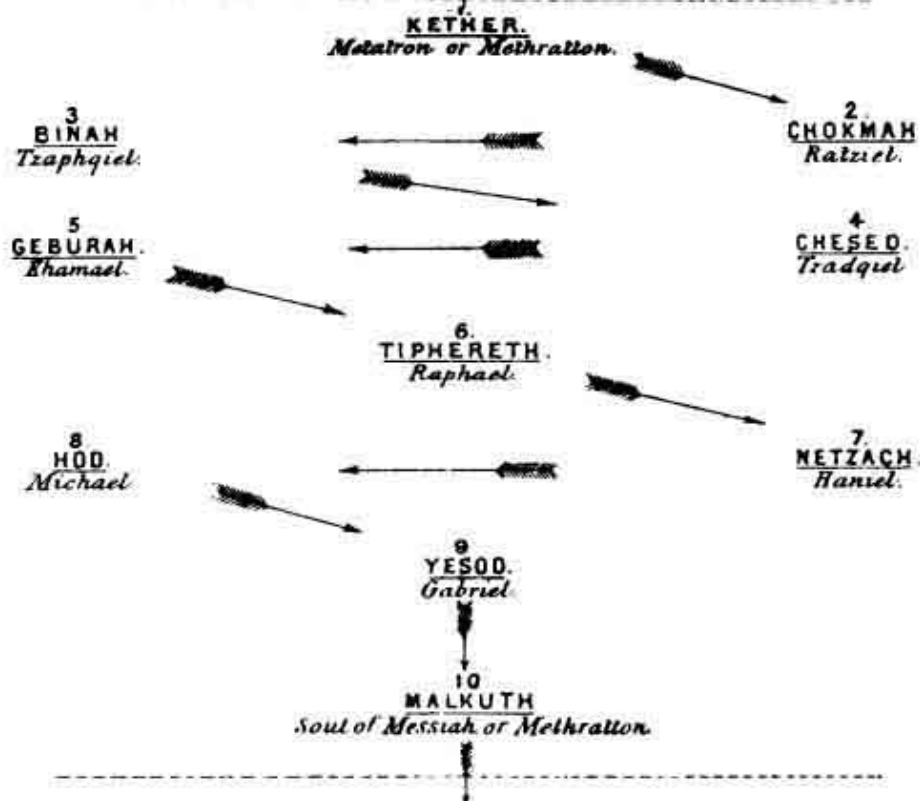 1.
KETHER.
Metatron or Methratton.
3
BINAH
Tzaphqiel.
2.
CHOKMAH
Ratziel.
5
GEBURAH.
Khamael.
4
CHESED.
Tzadqiel
6.
TIPHERETH.
Raphael.
8
HOD.
Michael
7.
NETZACH.
Haniel.
9
YESOD.
Gabriel.
10
MALKUTH
Soul of Messiah or Methratton.